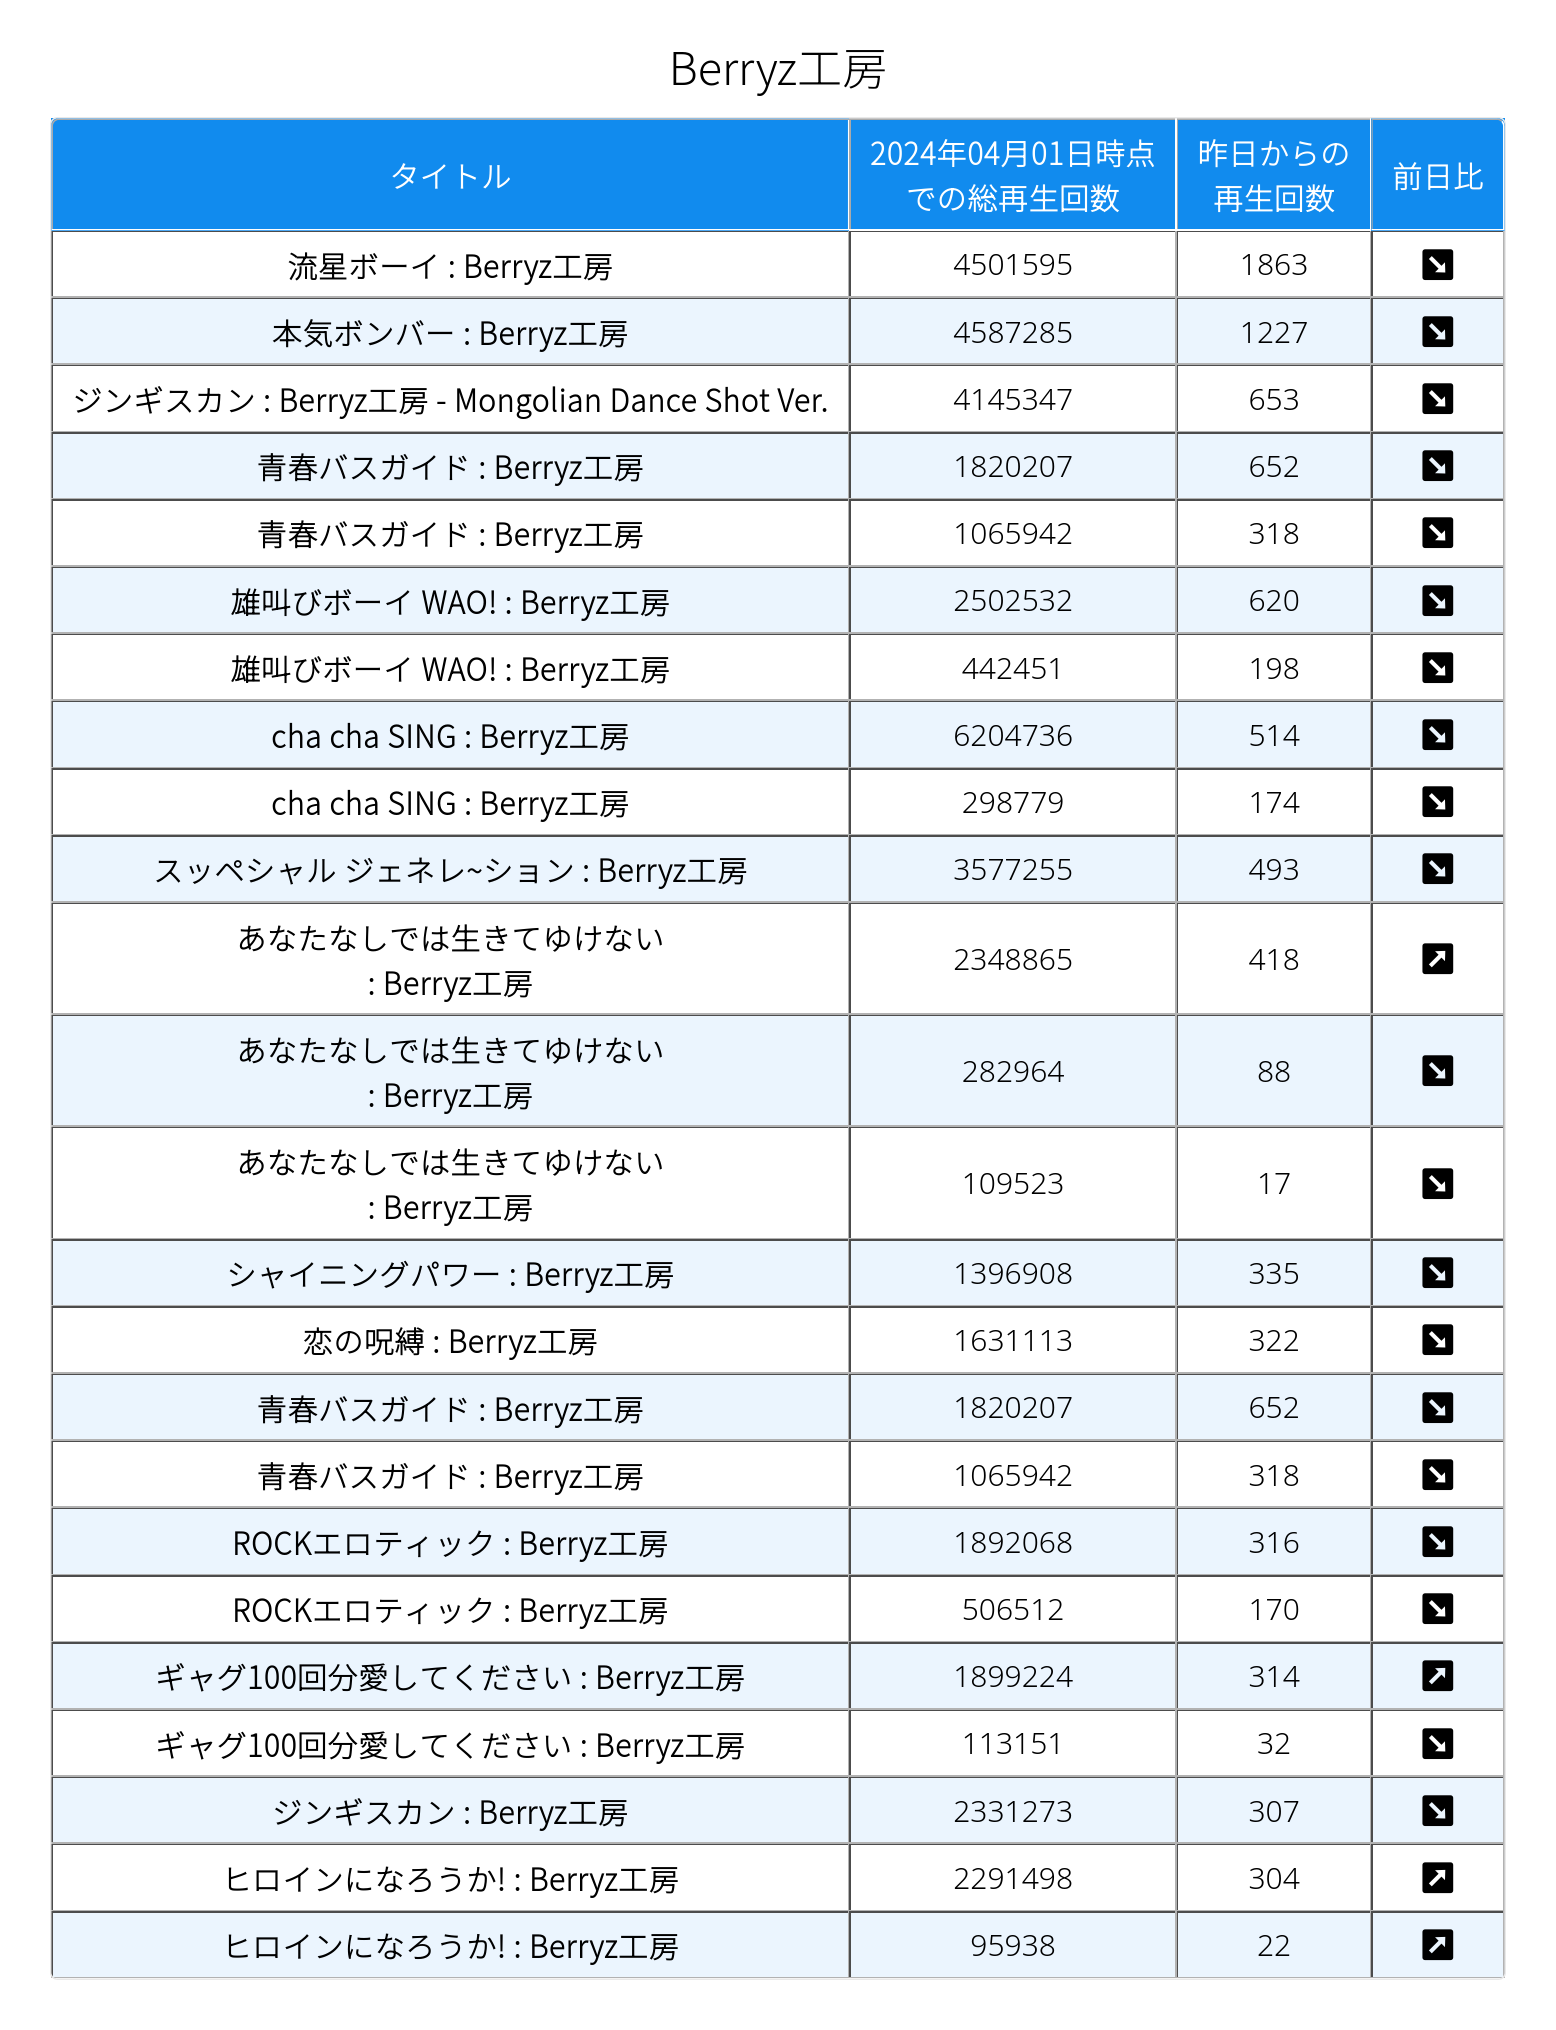 Berryz工房
タイトル 2024年04月01日時点 昨日からの 前日比
での総再生回数 再生回数
流星ボーイ : Berryz工房 4501595 1863 ↘
本気ボンバー : Berryz工房 4587285 1227 ↘
ジンギスカン : Berryz工房 - Mongolian Dance Shot Ver. 4145347 653 ↘
青春バスガイド : Berryz工房 1820207 652 ↘
青春バスガイド : Berryz工房 1065942 318 ↘
雄叫びボーイ WAO! : Berryz工房 2502532 620 ↘
雄叫びボーイ WAO! : Berryz工房 442451 198 ↘
cha cha SING : Berryz工房 6204736 514 ↘
cha cha SING : Berryz工房 298779 174 ↘
スッペシャル ジェネレ~ション : Berryz工房 3577255 493 ↘
あなたなしでは生きてゆけない
: Berryz工房 2348865 418 ↗
あなたなしでは生きてゆけない
: Berryz工房 282964 88 ↘
あなたなしでは生きてゆけない
: Berryz工房 109523 17 ↘
シャイニングパワー : Berryz工房 1396908 335 ↘
恋の呪縛 : Berryz工房 1631113 322 ↘
青春バスガイド : Berryz工房 1820207 652 ↘
青春バスガイド : Berryz工房 1065942 318 ↘
ROCKエロティック : Berryz工房 1892068 316 ↘
ROCKエロティック : Berryz工房 506512 170 ↘
ギャグ100回分愛してください : Berryz工房 1899224 314 ↗
ギャグ100回分愛してください : Berryz工房 113151 32 ↘
ジンギスカン : Berryz工房 2331273 307 ↘
ヒロインになろうか! : Berryz工房 2291498 304 ↗
ヒロインになろうか! : Berryz工房 95938 22 ↗